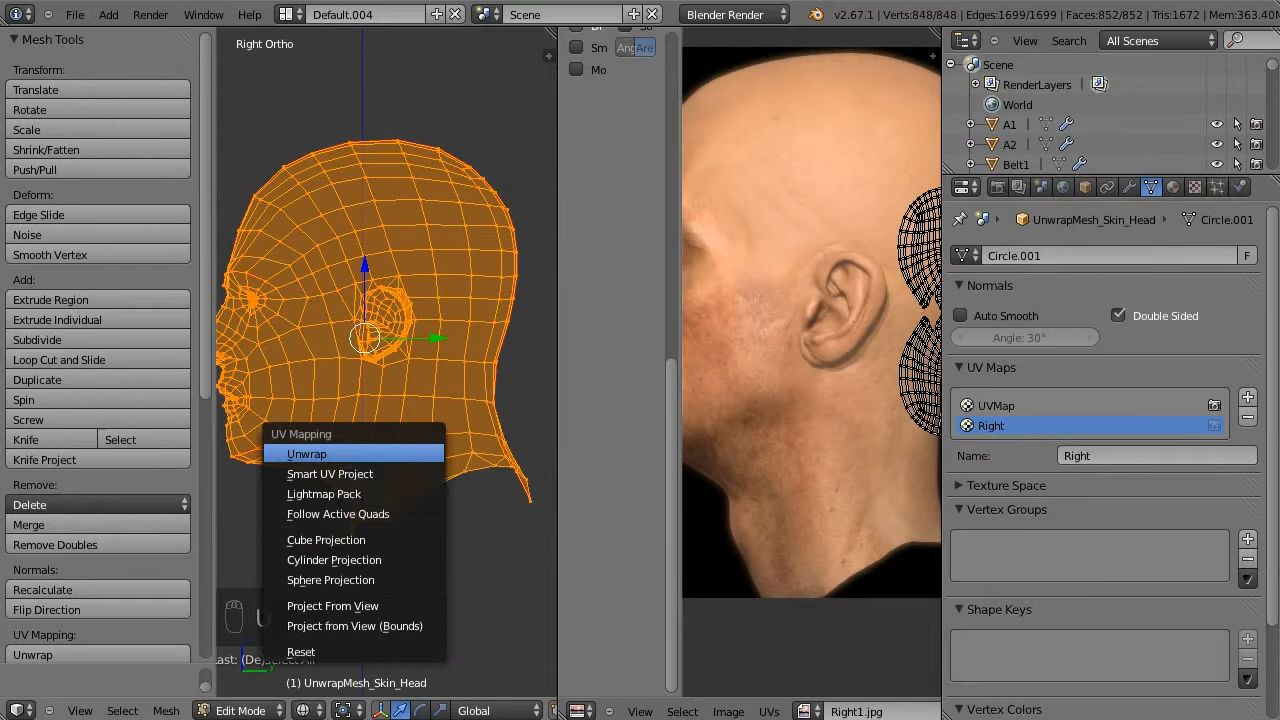 File Add Render Window Help Default.004 Scene Blender Render v2.67.1 | Verts:848/848 | Edges:1699/1699 | Faces:852/852 | Tris:1672 | Mem:363.40
Mesh Tools
Transform:
Translate
Rotate
Scale
Shrink/Fatten
Push/Pull
Deform:
Edge Slide
Noise
Smooth Vertex
Add:
Extrude Region
Extrude Individual
Subdivide
Loop Cut and Slide
Duplicate
Spin
Screw
Knife Select
Knife Project
Remove:
Delete
Merge
Remove Doubles
Normals:
Recalculate
Flip Direction
UV Mapping:
Unwrap
Right Ortho
UV Mapping
Unwrap
Smart UV Project
Lightmap Pack
Follow Active Quads
Cube Projection
Cylinder Projection
Sphere Projection
Project From View
Project from View (Bounds)
Reset
U
ast: (De)select All
(1) UnwrapMesh_Skin_Head
View Select Mesh Edit Mode Global
Sm Ang Are
Mo
View Select Image UVs Right1.jpg
View Search All Scenes
Scene
RenderLayers
World
A1
A2
Belt1
UnwrapMesh_Skin_Head Circle.001
Circle.001 F
Normals
Auto Smooth Double Sided
Angle: 30°
UV Maps
UVMap
Right
Name: Right
Texture Space
Vertex Groups
Shape Keys
Vertex Colors